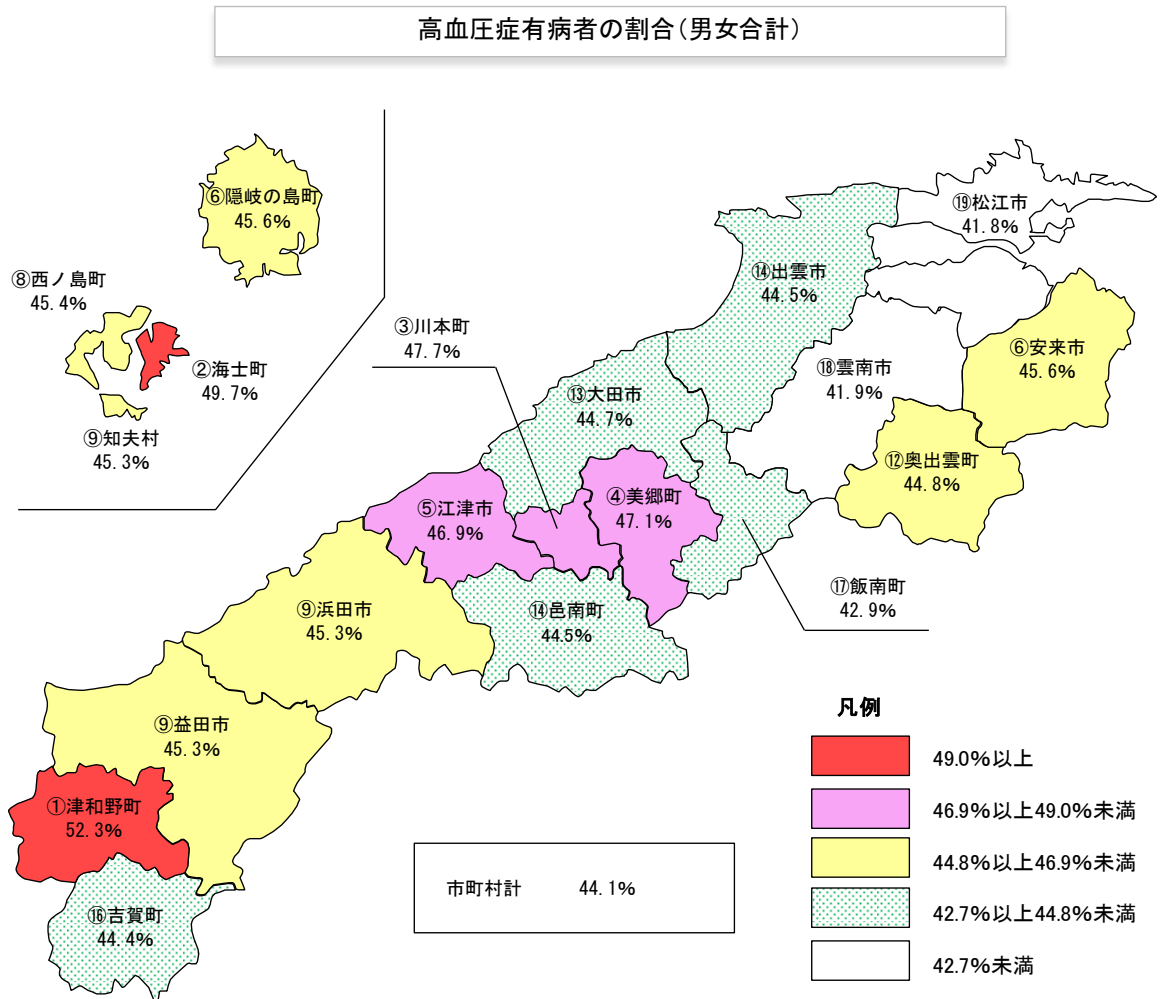 高血圧症有病者の割合（男女合計）
⑥隠岐の島町
45.6%
⑧西ノ島町
45.4%
②海士町
49.7%
⑨知夫村
45.3%
③川本町
47.7%
⑲松江市
41.8%
⑭出雲市
44.5%
⑥安来市
45.6%
⑱雲南市
41.9%
⑬大田市
44.7%
⑫奥出雲町
44.8%
④美郷町
47.1%
⑤江津市
46.9%
⑰飯南町
42.9%
⑨浜田市
45.3%
⑭邑南町
44.5%
⑨益田市
45.3%
①津和野町
52.3%
⑯吉賀町
44.4%
市町村計 44.1%
凡例
49.0%以上
46.9%以上49.0%未満
44.8%以上46.9%未満
42.7%以上44.8%未満
42.7%未満